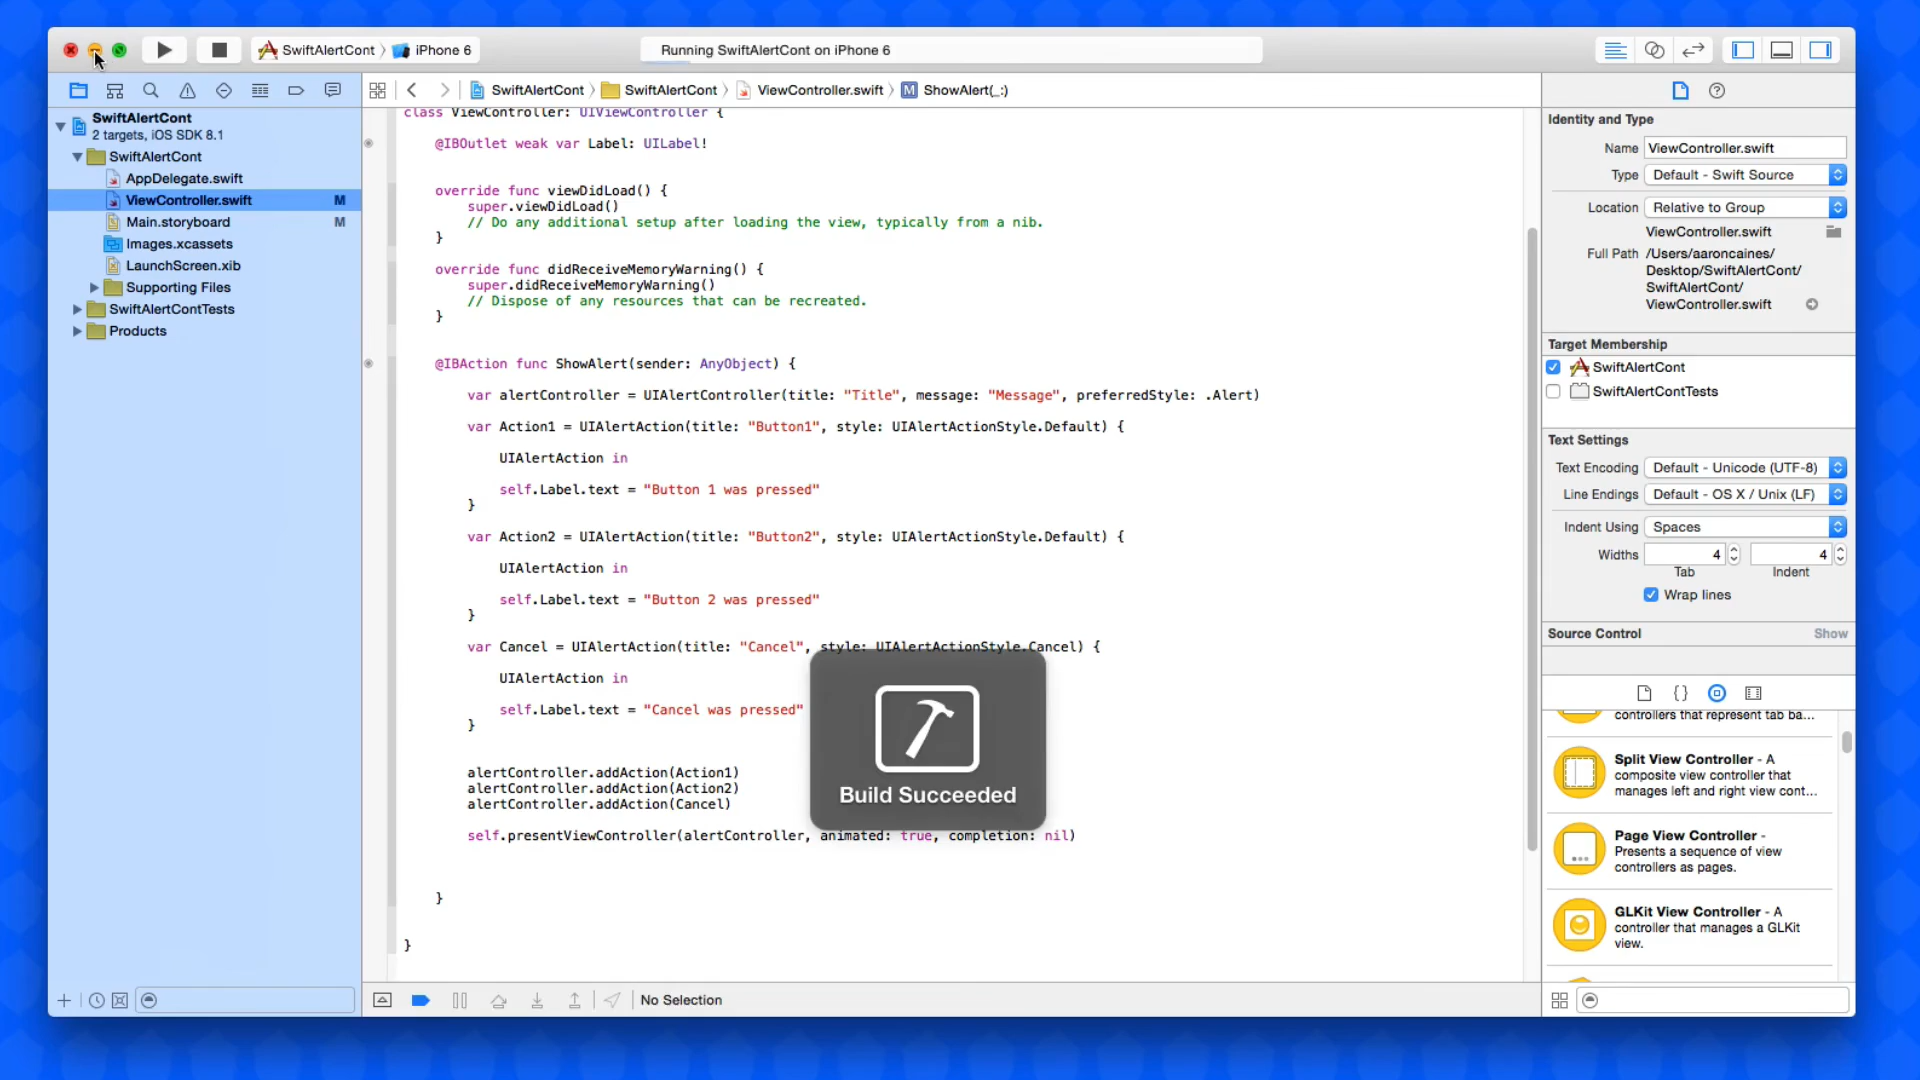 SwiftAlertCont
iPhone 6
Running SwiftAlertCont on iPhone 6
SwiftAlertCont
SwiftAlertCont
ViewController.swift
M
ShowAlert(_:)
SwiftAlertCont
2 targets, iOS SDK 8.1
SwiftAlertCont
AppDelegate.swift
ViewController.swift
M
Main.storyboard
M
Images.xcassets
LaunchScreen.xib
Supporting Files
SwiftAlertContTests
Products
class ViewController: UIViewController {
@IBOutlet weak var Label: UILabel!
override func viewDidLoad() {
super.viewDidLoad()
// Do any additional setup after loading the view, typically from a nib.
}
override func didReceiveMemoryWarning() {
super.didReceiveMemoryWarning()
// Dispose of any resources that can be recreated.
}
@IBAction func ShowAlert(sender: AnyObject) {
var alertController = UIAlertController(title: "Title", message: "Message", preferredStyle: .Alert)
var Action1 = UIAlertAction(title: "Button1", style: UIAlertActionStyle.Default) {
UIAlertAction in
self.Label.text = "Button 1 was pressed"
}
var Action2 = UIAlertAction(title: "Button2", style: UIAlertActionStyle.Default) {
UIAlertAction in
self.Label.text = "Button 2 was pressed"
}
var Cancel = UIAlertAction(title: "Cancel", style: UIAlertActionStyle.Cancel) {
UIAlertAction in
self.Label.text = "Cancel was pressed"
}
alertController.addAction(Action1)
alertController.addAction(Action2)
alertController.addAction(Cancel)
self.presentViewController(alertController, animated: true, completion: nil)
}
}
Build Succeeded
No Selection
Identity and Type
Name ViewController.swift
Type Default - Swift Source
Location Relative to Group
ViewController.swift
Full Path /Users/aaroncaines/
Desktop/SwiftAlertCont/
SwiftAlertCont/
ViewController.swift
Target Membership
SwiftAlertCont
SwiftAlertContTests
Text Settings
Text Encoding Default - Unicode (UTF-8)
Line Endings Default - OS X / Unix (LF)
Indent Using Spaces
Widths 4 4
Tab Indent
Wrap lines
Source Control Show
{ }
controllers that represent tab ba...
Split View Controller - A
composite view controller that
manages left and right view cont...
Page View Controller -
Presents a sequence of view
controllers as pages.
GLKit View Controller - A
controller that manages a GLKit
view.